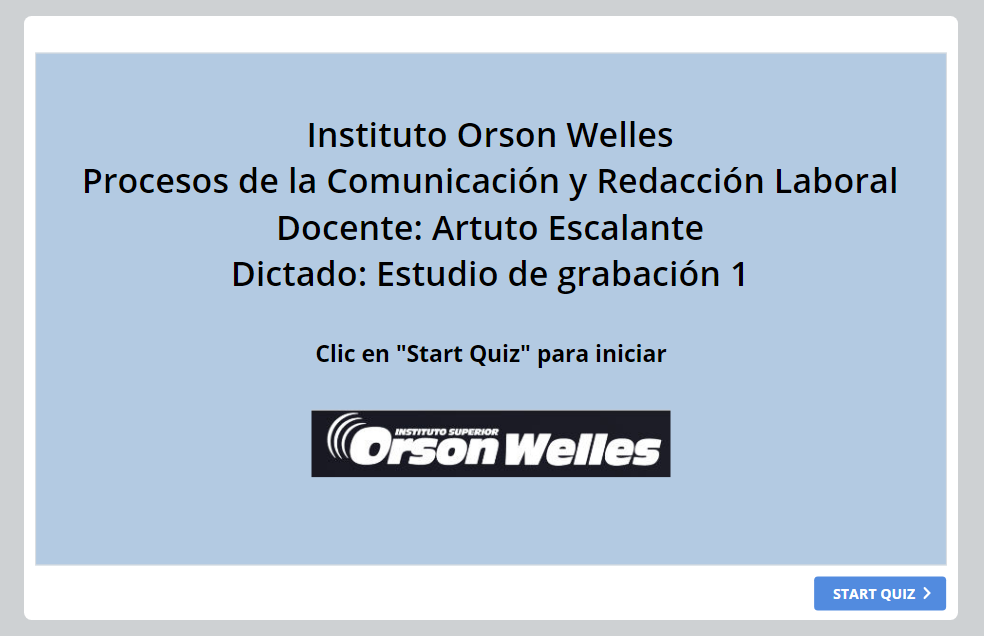 Instituto Orson Welles
Procesos de la Comunicación y Redacción Laboral
Docente: Artuto Escalante
Dictado: Estudio de grabación 1
Clic en "Start Quiz" para iniciar
INSTITUTO SUPERIOR
Orson Welles
START QUIZ